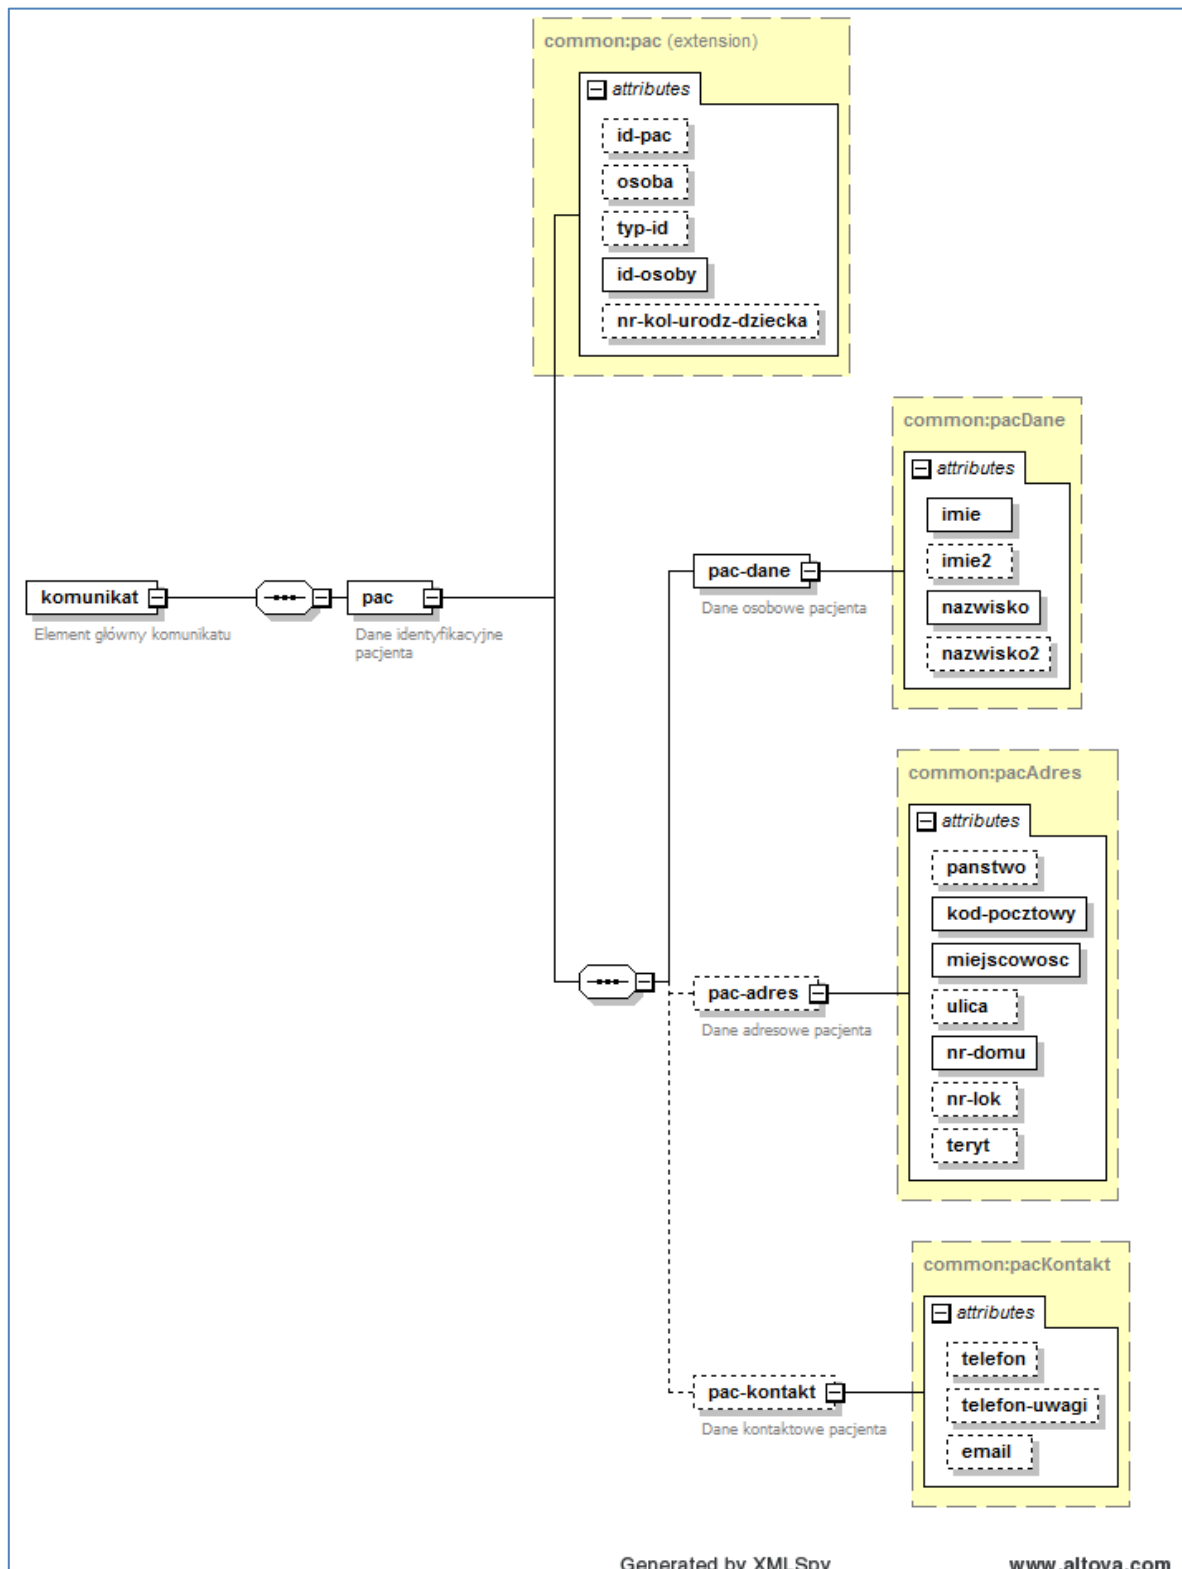 common:pac (extension)
attributes
id-pac
osoba
typ-id
id-osoby
nr-kol-urodz-dziecka
common:pacDane
attributes
imie
imie2
nazwisko
nazwisko2
pac-dane
Dane osobowe pacjenta
komunikat
Element główny komunikatu
pac
Dane identyfikacyjne
pacjenta
common:pacAdres
attributes
panstwo
kod-pocztowy
miejscowosc
ulica
nr-domu
nr-lok
teryt
pac-adres
Dane adresowe pacjenta
common:pacKontakt
attributes
telefon
telefon-uwagi
email
pac-kontakt
Dane kontaktowe pacjenta
Generated by XMLSpy
www.altova.com